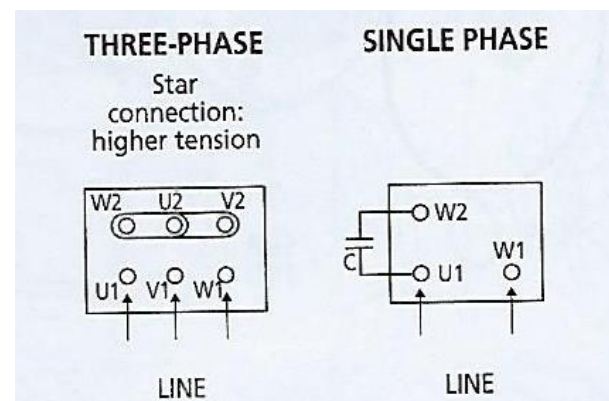 THREE-PHASE
Star
connection:
higher tension
W2 U2 V2
U1 V1 W1
LINE
SINGLE PHASE
W2
C
U1
W1
LINE